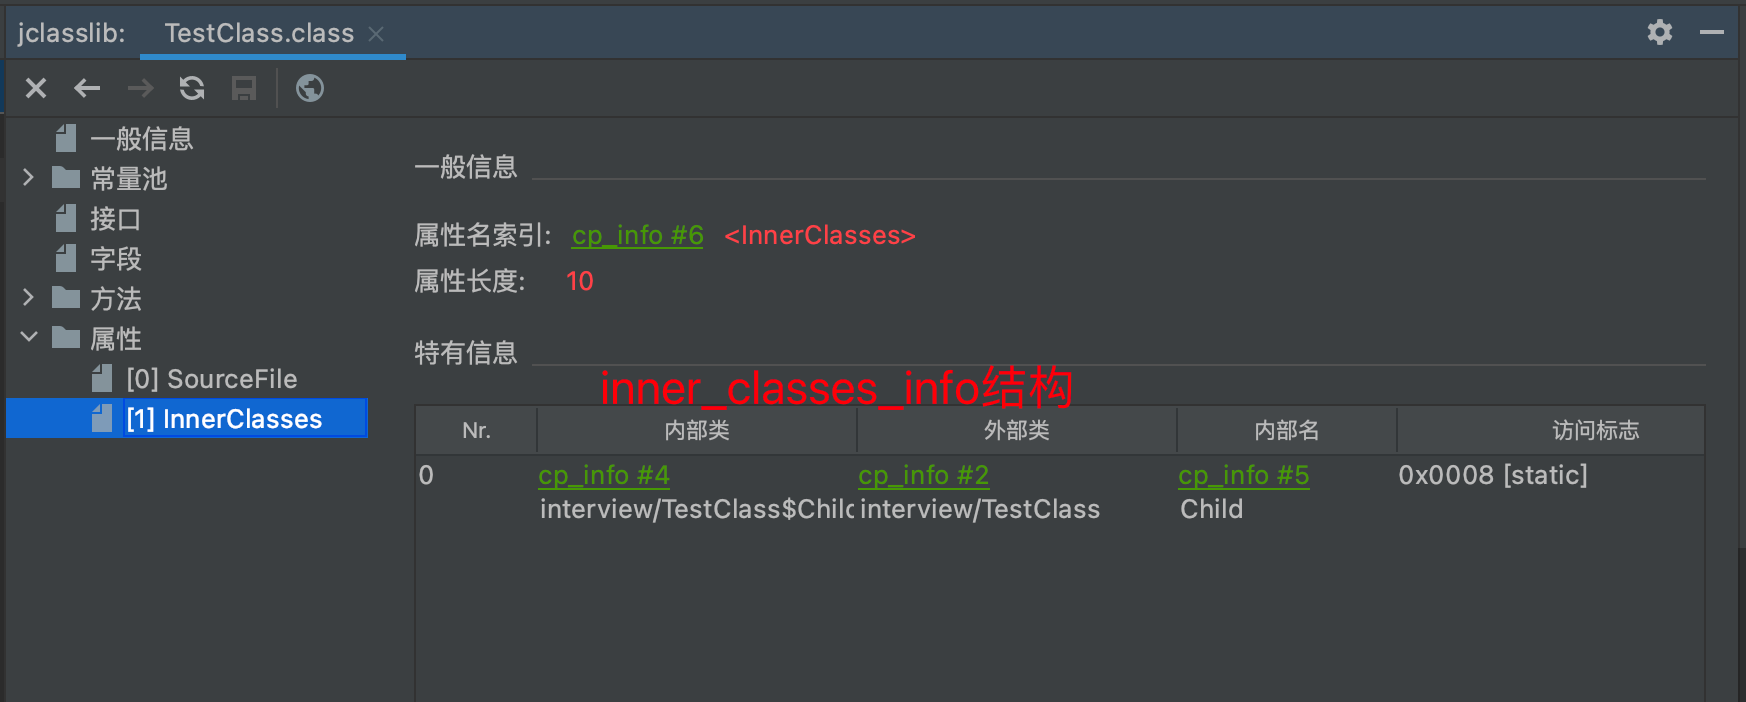 jclasslib: TestClass.class
一般信息
常量池
接口
字段
方法
属性
[0] SourceFile
[1] InnerClasses
一般信息
属性名索引: cp_info #6 <InnerClasses>
属性长度: 10
特有信息
inner_classes_info结构
Nr. 内部类 外部类 内部名 访问标志
0 cp_info #4 cp_info #2 cp_info #5 0x0008 [static]
interview/TestClass$Chilc interview/TestClass Child